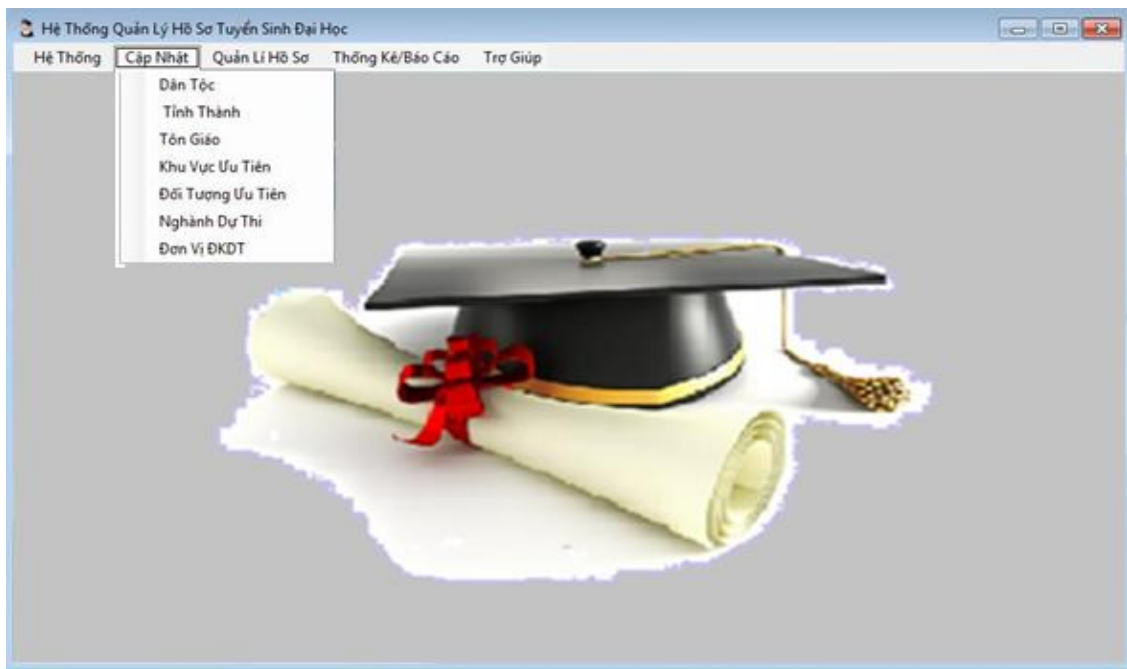 Hệ Thống Quản Lý Hồ Sơ Tuyển Sinh Đại Học
Hệ Thống Cập Nhật Quản Lí Hồ Sơ Thống Kê/Báo Cáo Trợ Giúp
Dân Tộc
Tỉnh Thành
Tôn Giáo
Khu Vực Ưu Tiên
Đối Tượng Ưu Tiên
Nghành Dự Thi
Đơn Vị ĐKDT